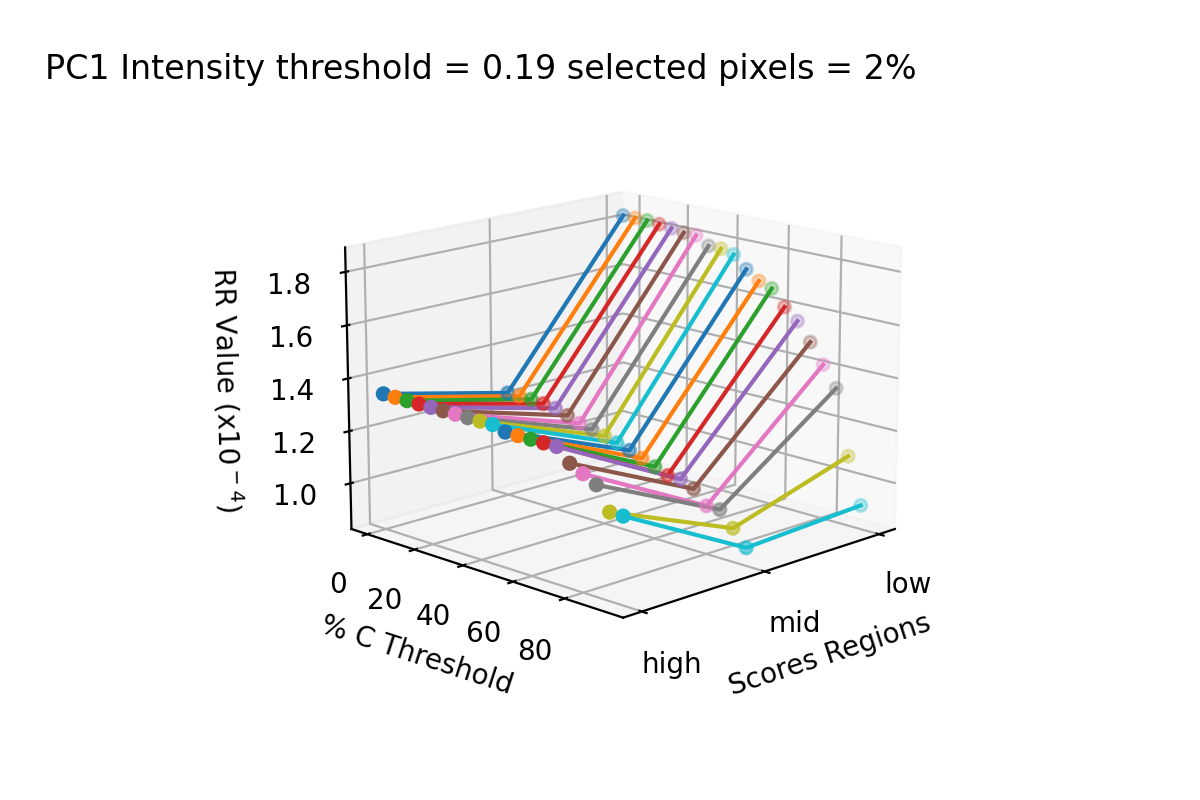 PC1 Intensity threshold = 0.19 selected pixels = 2%
RR Value (x10⁻⁴)
1.8
1.6
1.4
1.2
1.0
0
20
40
60
80
% C Threshold
high
mid
low
Scores Regions